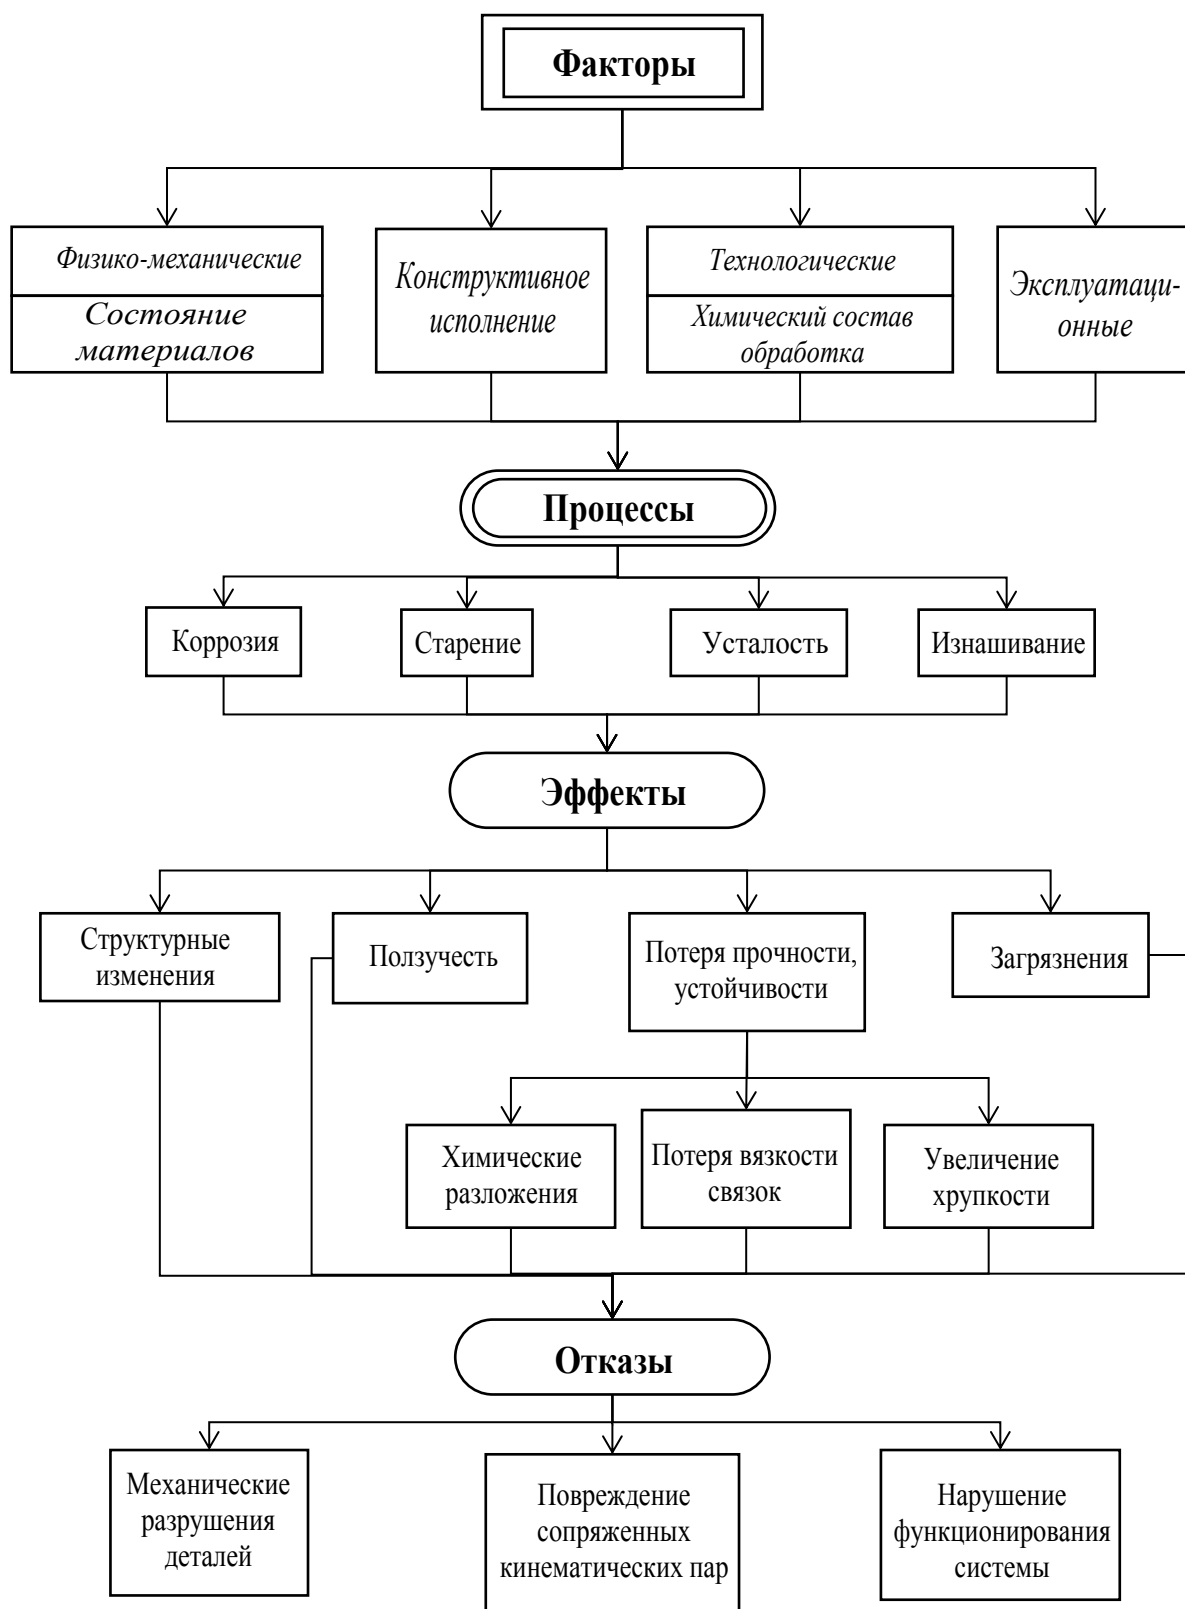 Факторы
Физико-механические
Состояние
материалов
Конструктивное
исполнение
Технологические
Химический состав
обработка
Эксплуатаци-
онные
Процессы
Коррозия
Старение
Усталость
Изнашивание
Эффекты
Структурные
изменения
Ползучесть
Потеря прочности,
устойчивости
Загрязнения
Химические
разложения
Потеря вязкости
связок
Увеличение
хрупкости
Отказы
Механические
разрушения
деталей
Повреждение
сопряженных
кинематических пар
Нарушение
функционирования
системы